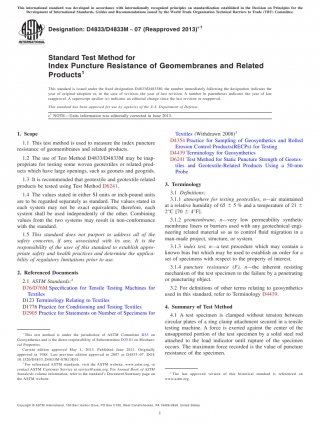 This international standard was developed in accordance with internationally recognized principles on standardization established in the Decision on Principles for the
Development of International Standards, Guides and Recommendations issued by the World Trade Organization Technical Barriers to Trade (TBT) Committee.
Designation: D4833/D4833M – 07 (Reapproved 2013)ε1
INTERNATIONAL
Standard Test Method for
Index Puncture Resistance of Geomembranes and Related
Products1
This standard is issued under the fixed designation D4833/D4833M; the number immediately following the designation indicates the
year of original adoption or, in the case of revision, the year of last revision. A number in parentheses indicates the year of last
reapproval. A superscript epsilon (ε) indicates an editorial change since the last revision or reapproval.
This standard has been approved for use by agencies of the U.S. Department of Defense.
ε1 NOTE—Units information was editorially corrected in June 2013.
1. Scope
1.1 This test method is used to measure the index puncture
resistance of geomembranes and related products.
1.2 The use of Test Method D4833/D4833M may be inap-
propriate for testing some woven geotextiles or related prod-
ucts which have large openings, such as geonets and geogrids.
1.3 It is recommended that geotextile and geotextile related
products be tested using Test Method D6241.
1.4 The values stated in either SI units or inch-pound units
are to be regarded separately as standard. The values stated in
each system may not be exact equivalents; therefore, each
system shall be used independently of the other. Combining
values from the two systems may result in non-conformance
with the standard.
1.5 This standard does not purport to address all of the
safety concerns, if any, associated with its use. It is the
responsibility of the user of this standard to establish appro-
priate safety and health practices and determine the applica-
bility of regulatory limitations prior to use.
2. Referenced Documents
2.1 ASTM Standards:2
D76/D76M Specification for Tensile Testing Machines for
Textiles
D123 Terminology Relating to Textiles
D1776 Practice for Conditioning and Testing Textiles
D2905 Practice for Statements on Number of Specimens for
1 This test method is under the jurisdiction of ASTM Committee D35 on
Geosynthetics and is the direct responsibility of Subcommittee D35.01 on Mechani-
cal Properties.
Current edition approved May 1, 2013. Published June 2013. Originally
approved in 1988. Last previous edition approved in 2007 as D4833–07. DOI:
10.1520/D4833_D4833M-07R13E01.
2 For referenced ASTM standards, visit the ASTM website, www.astm.org, or
contact ASTM Customer Service at service@astm.org. For Annual Book of ASTM
Standards volume information, refer to the standard's Document Summary page on
the ASTM website.
Textiles (Withdrawn 2008)3
D4354 Practice for Sampling of Geosynthetics and Rolled
Erosion Control Products(RECPs) for Testing
D4439 Terminology for Geosynthetics
D6241 Test Method for Static Puncture Strength of Geotex-
tiles and Geotextile-Related Products Using a 50-mm
Probe
3. Terminology
3.1 Definitions:
3.1.1 atmosphere for testing geotextiles, n—air maintained
at a relative humidity of 65 ± 5 % and a temperature of 21 ±
2°C [70 ± 4°F].
3.1.2 geomembrane, n—very low permeability synthetic
membrane liners or barriers used with any geotechnical engi-
neering related material so as to control fluid migration in a
man-made project, structure, or system.
3.1.3 index test, n—a test procedure which may contain a
known bias but which may be used to establish an order for a
set of specimens with respect to the property of interest.
3.1.4 puncture resistance (F), n—the inherent resisting
mechanism of the test specimen to the failure by a penetrating
or puncturing object.
3.2 For definitions of other terms relating to geosynthetics
used in this standard, refer to Terminology D4439.
4. Summary of Test Method
4.1 A test specimen is clamped without tension between
circular plates of a ring clamp attachment secured in a tensile
testing machine. A force is exerted against the center of the
unsupported portion of the test specimen by a solid steel rod
attached to the load indicator until rupture of the specimen
occurs. The maximum force recorded is the value of puncture
resistance of the specimen.
3 The last approved version of this historical standard is referenced on
www.astm.org.
Copyright © ASTM International, 100 Barr Harbor Drive, PO Box C700, West Conshohocken, PA 19428-2959. United States
1